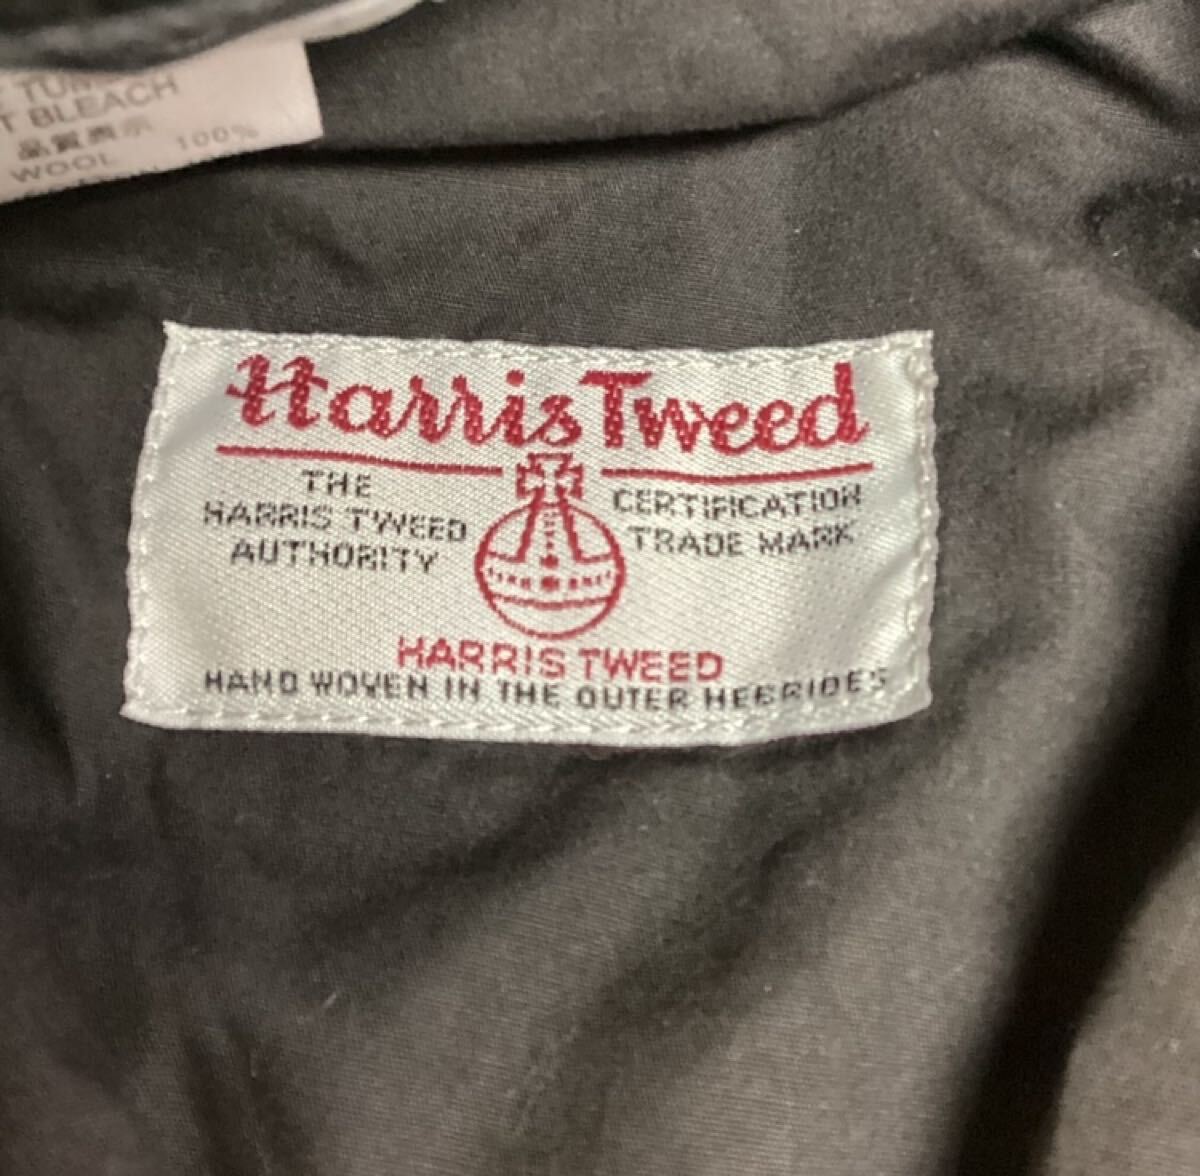 T BLEACH
品質表示
WOOL 100%
Harris Tweed
THE
HARRIS TWEED
AUTHORITY
CERTIFICATION
TRADE MARK
HARRIS TWEED
HAND WOVEN IN THE OUTER HEBRIDES